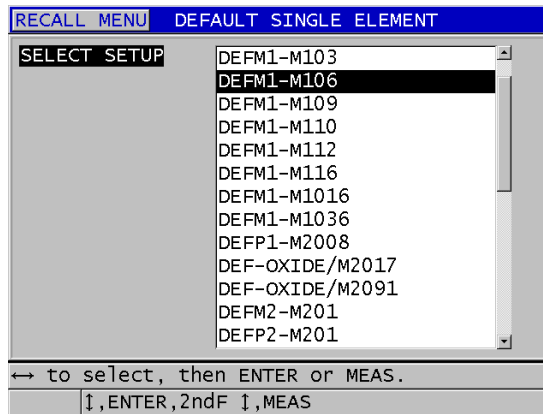 RECALL MENU DEFAULT SINGLE ELEMENT
SELECT SETUP
DEFM1-M103
DEFM1-M106
DEFM1-M109
DEFM1-M110
DEFM1-M112
DEFM1-M116
DEFM1-M1016
DEFM1-M1036
DEFP1-M2008
DEF-OXIDE/M2017
DEF-OXIDE/M2091
DEFM2-M201
DEFP2-M201
↔ to select, then ENTER or MEAS.
↕,ENTER,2ndF ↕,MEAS